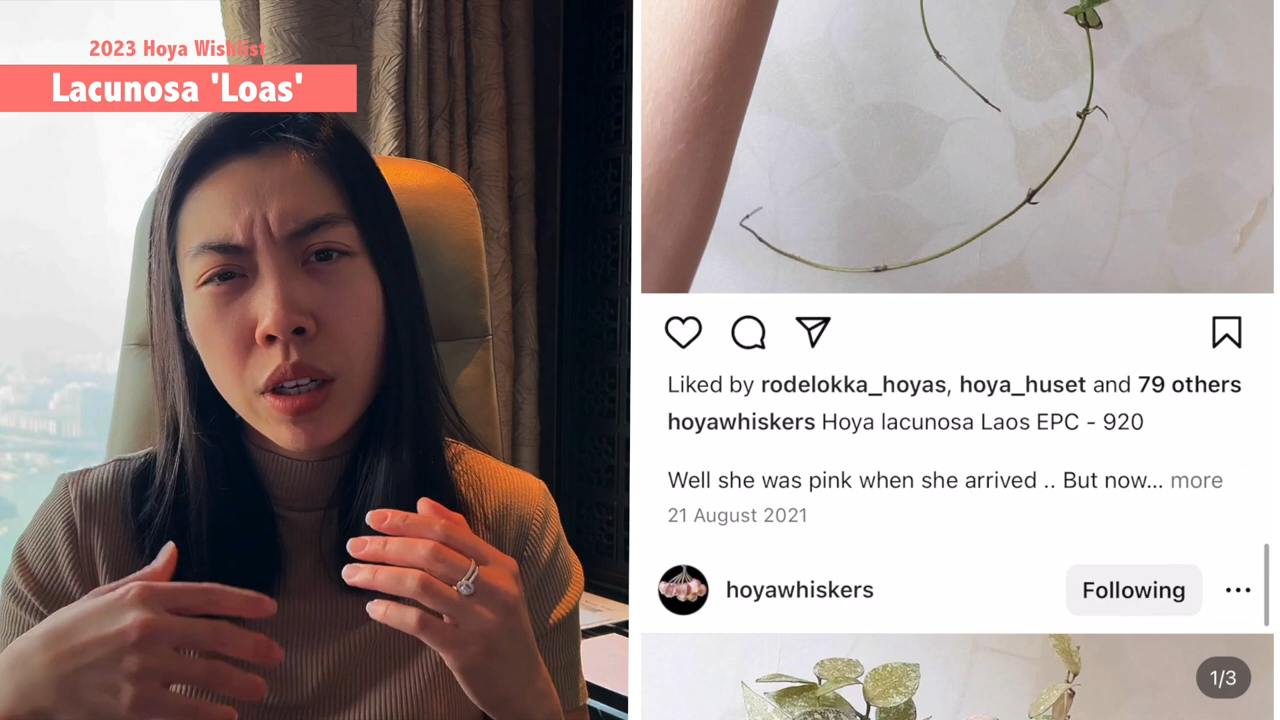 2023 Hoya Wishlist
Lacunosa 'Loas'
Liked by rodelokka_hoyas, hoya_huset and 79 others
hoyawhiskers Hoya lacunosa Laos EPC - 920
Well she was pink when she arrived .. But now... more
21 August 2021
hoyawhiskers
Following
1/3